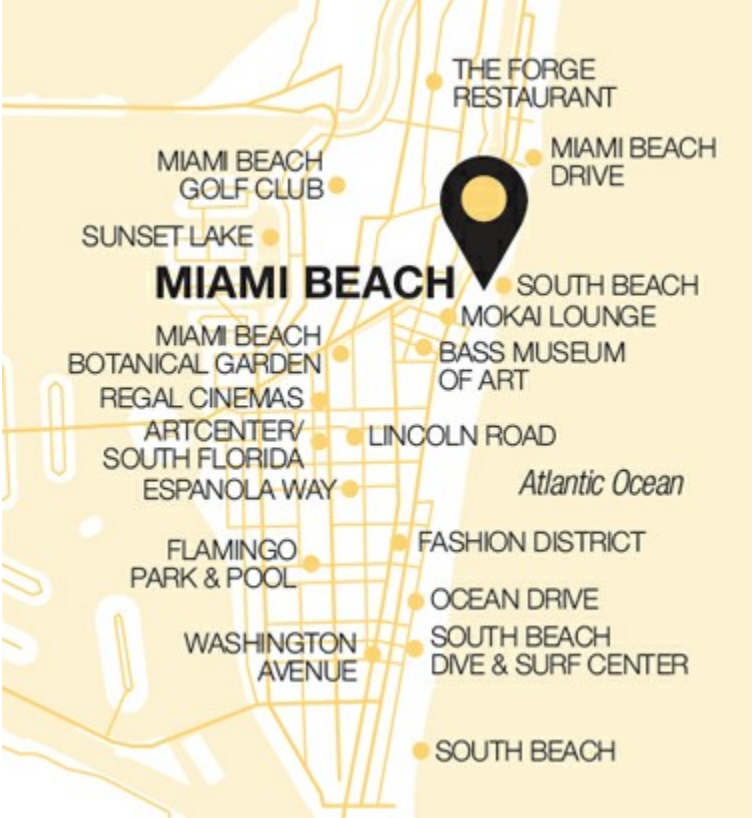 THE FORGE
RESTAURANT
MIAMI BEACH
DRIVE
MIAMI BEACH
GOLF CLUB
SUNSET LAKE
MIAMI BEACH
SOUTH BEACH
MOKAI LOUNGE
MIAMI BEACH
BOTANICAL GARDEN
BASS MUSEUM
OF ART
REGAL CINEMAS
ARTCENTER/
SOUTH FLORIDA
LINCOLN ROAD
ESPANOLA WAY
Atlantic Ocean
FASHION DISTRICT
FLAMINGO
PARK & POOL
OCEAN DRIVE
WASHINGTON
AVENUE
SOUTH BEACH
DIVE & SURF CENTER
SOUTH BEACH